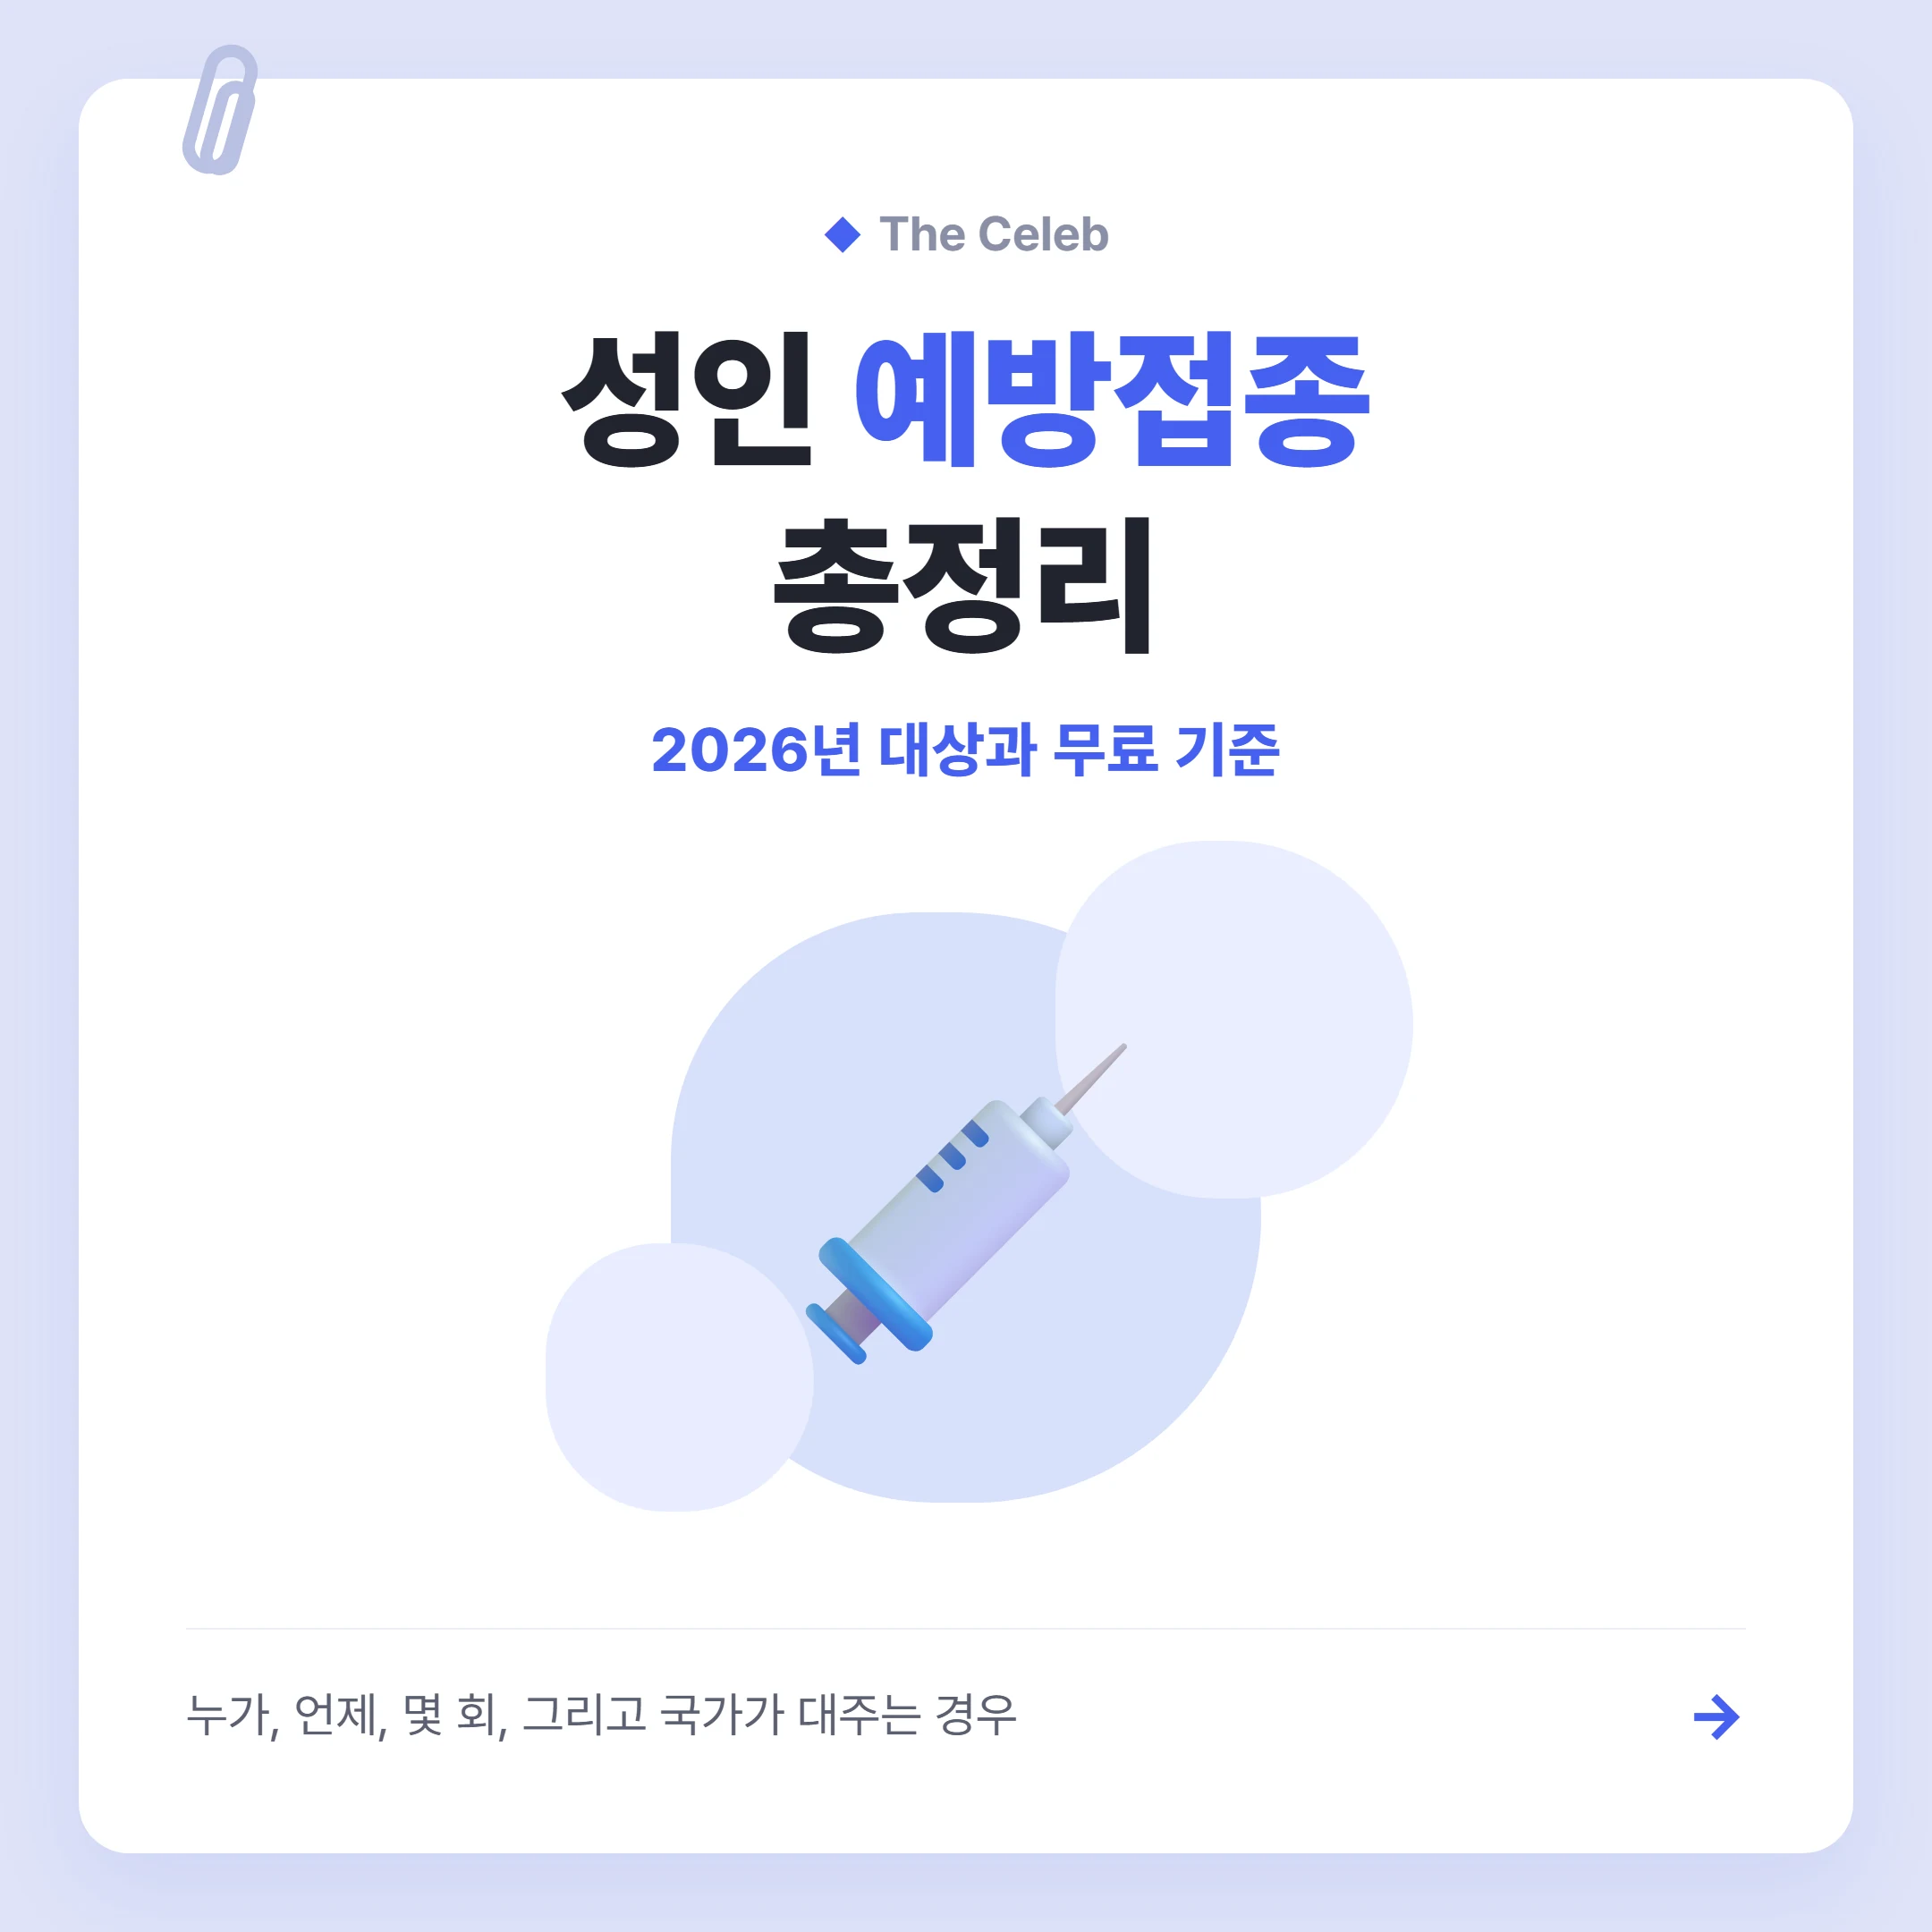 The Celeb
성인 예방접종
총정리
2026년 대상과 무료 기준
누가, 언제, 몇 회, 그리고 국가가 대주는 경우